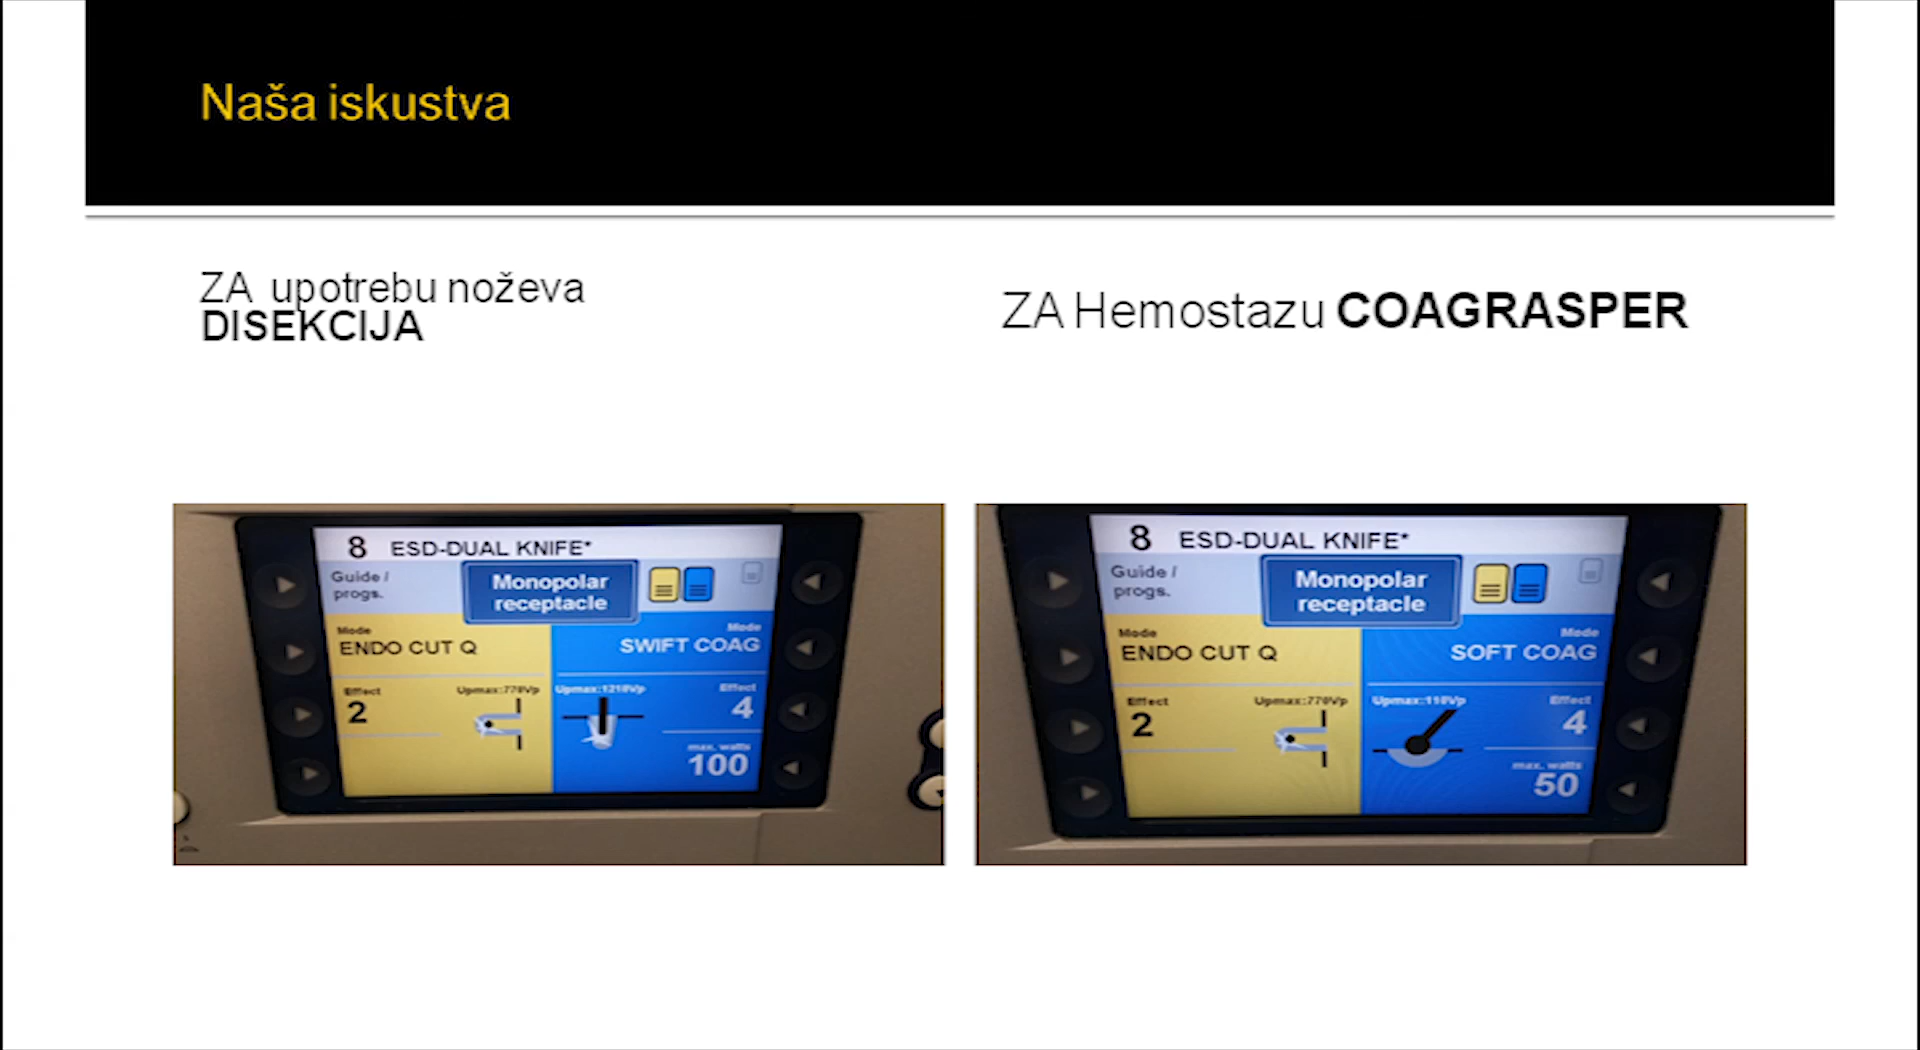 Naša iskustva
ZA upotrebu noževa
DISEKCIJA
ZA Hemostazu COAGRASPER
8 ESD-DUAL KNIFE*
Guide /
progs.
Monopolar
receptacle
Mode
ENDO CUT Q
Mode
SWIFT COAG
Effect
2
Upmax:770Vp
Upmax:1210Vp
Effect
4
max. watts
100
8 ESD-DUAL KNIFE*
Guide /
progs.
Monopolar
receptacle
Mode
ENDO CUT Q
Mode
SOFT COAG
Effect
2
Upmax:770Vp
Upmax:110Vp
Effect
4
max. watts
50